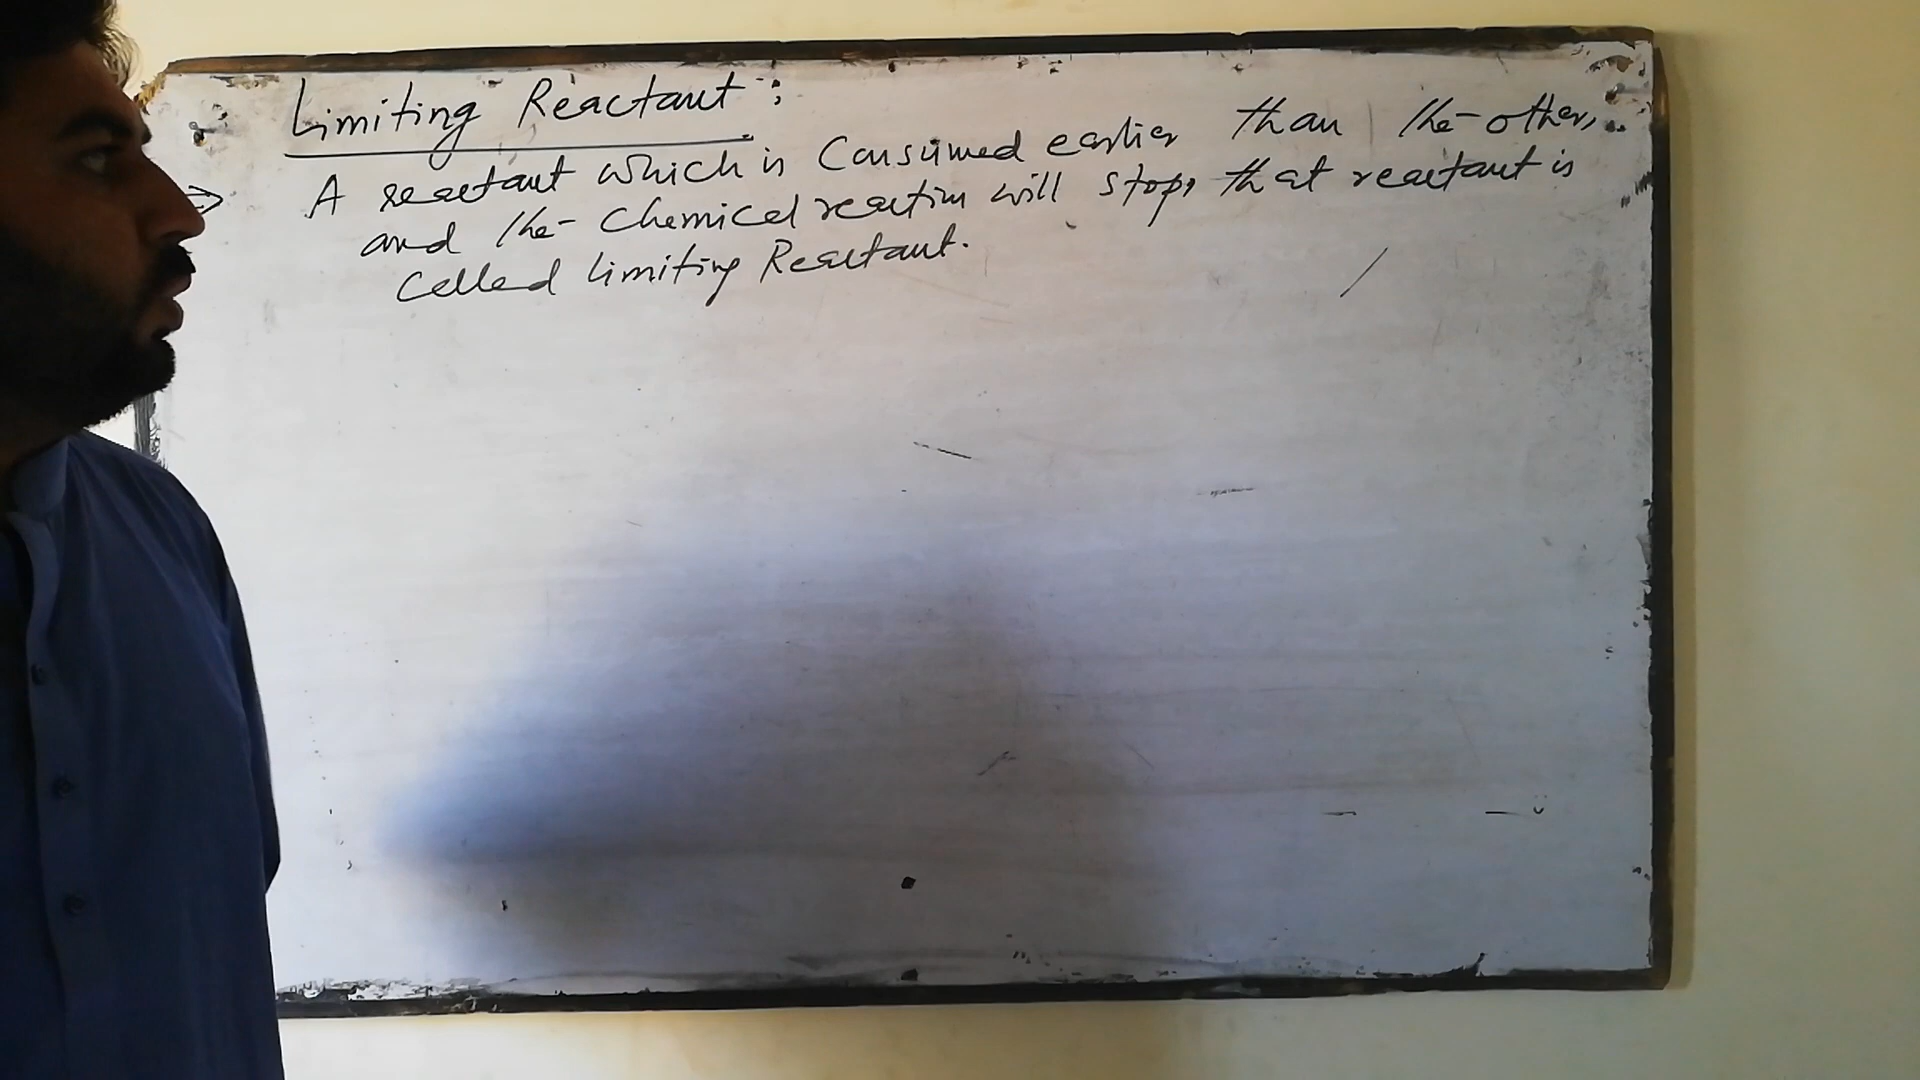 Limiting Reactant :
⇒ A reactant which is Consumed earlier than the other,
and the chemical reaction will stop, that reactant is
Called limiting Reactant.